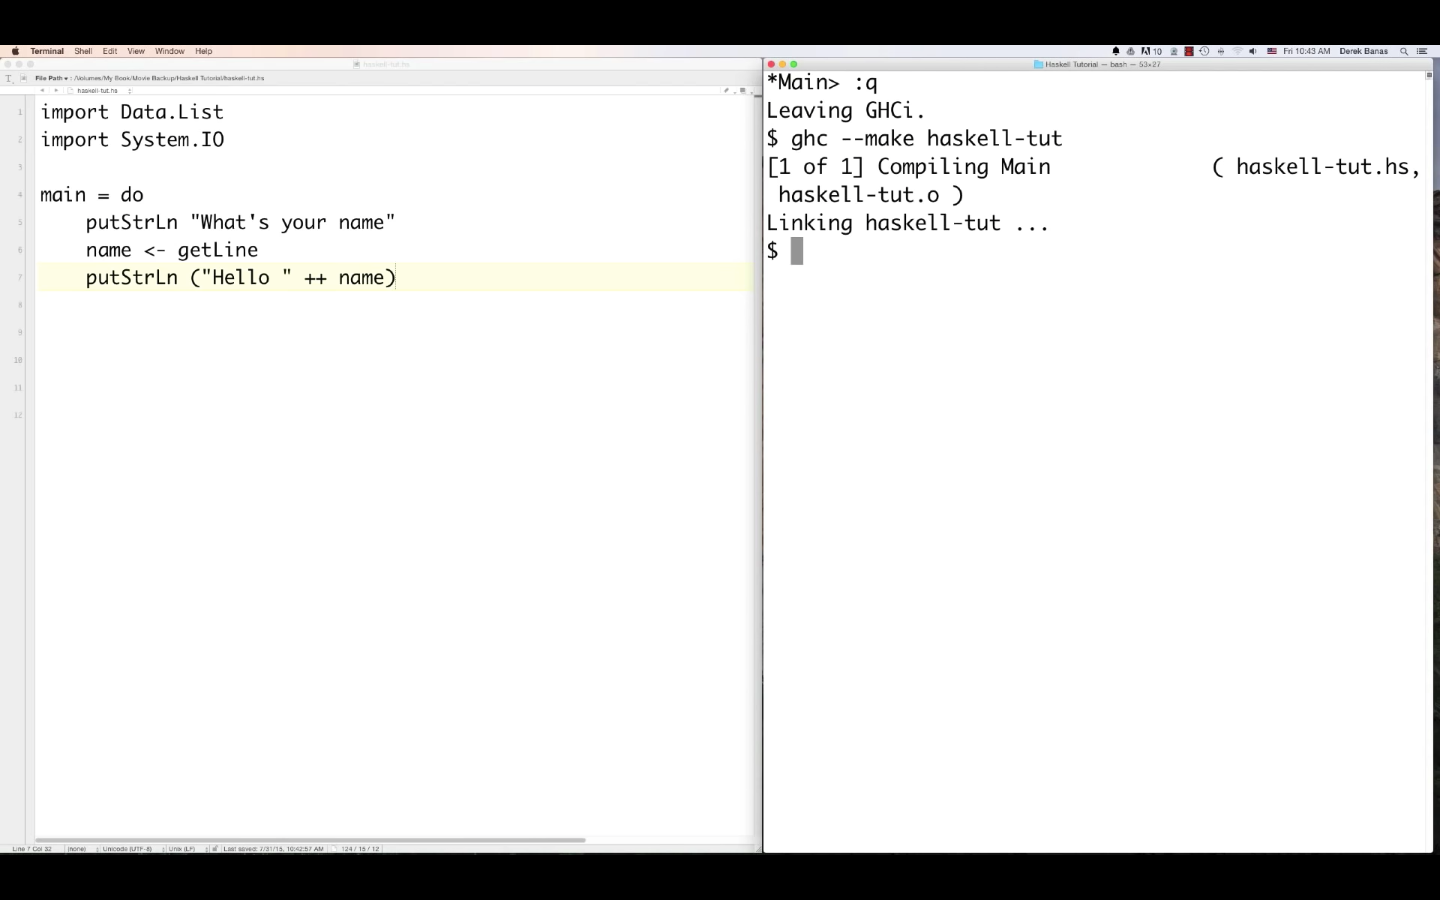 Terminal Shell Edit View Window Help
10 Fri 10:43 AM Derek Banas
haskell-tut.hs
File Path ▾ : /Volumes/My Book/Movie Backup/Haskell Tutorial/haskell-tut.hs
haskell-tut.hs
1 import Data.List
2 import System.IO
3
4 main = do
5 putStrLn "What's your name"
6 name <- getLine
7 putStrLn ("Hello " ++ name)
8
9
10
11
12
Line 7 Col 32 (none) Unicode (UTF-8) Unix (LF) Last saved: 7/31/15, 10:42:57 AM 124 / 15 / 12
Haskell Tutorial — bash — 53×27
*Main> :q
Leaving GHCi.
$ ghc --make haskell-tut
[1 of 1] Compiling Main ( haskell-tut.hs,
haskell-tut.o )
Linking haskell-tut ...
$